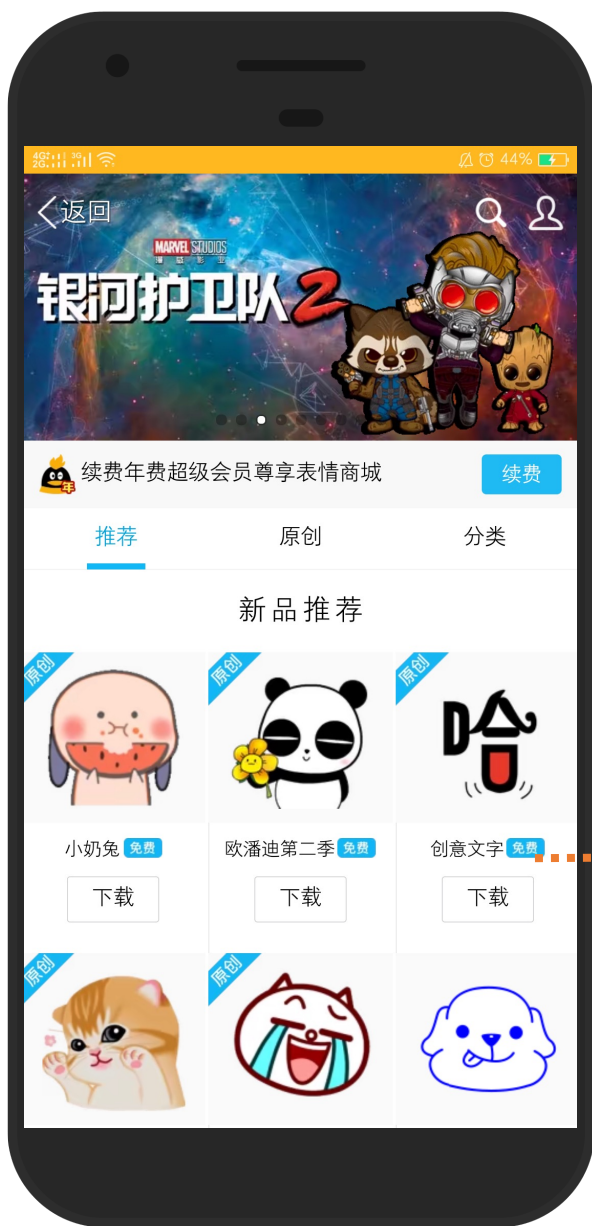 4G 3G
2G
44%
返回
MARVEL STUDIOS
漫威影业
银河护卫队2
年
续费年费超级会员尊享表情商城
续费
推荐 原创 分类
新品推荐
原创 原创 原创
哈
小奶兔 免费 欧潘迪第二季 免费 创意文字 免费
下载 下载 下载
原创 原创